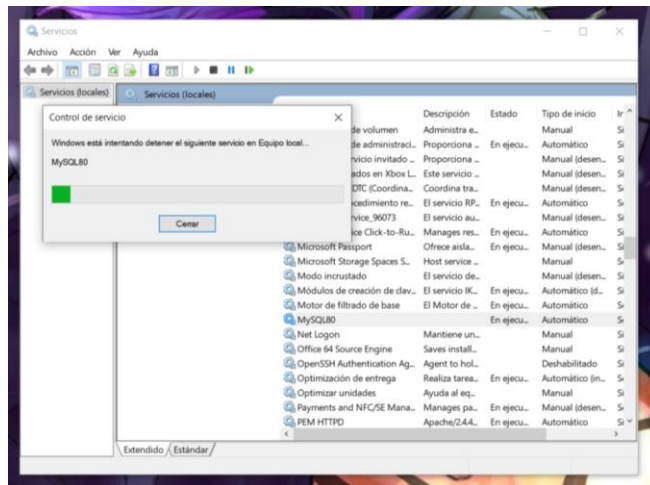 Servicios
Archivo Acción Ver Ayuda
Servicios (locales)
Servicios (locales)
Control de servicio
Windows está intentando detener el siguiente servicio en Equipo local...
MySQL80
Cerrar
Descripción Estado Tipo de inicio
de volumen Administra e... Manual
de administraci... Proporciona ... En ejecu... Automático
vicio invitado ... Proporciona ... Manual (desen...
ados en Xbox L... Este servicio ... Manual
DTC (Coordina... Coordina tra... Manual (desen...
cedimiento re... El servicio RP... En ejecu... Automático
rvice_96073 El servicio au... Manual (desen...
ice Click-to-Ru... Manages res... En ejecu... Automático
Microsoft Passport Ofrece aisla... En ejecu... Manual (desen...
Microsoft Storage Spaces S... Host service ... Manual
Modo incrustado El servicio de... Manual (desen...
Módulos de creación de clav... El servicio IK... En ejecu... Automático (d...
Motor de filtrado de base El Motor de ... En ejecu... Automático
MySQL80 En ejecu... Automático
Net Logon Mantiene un... Manual
Office 64 Source Engine Saves install... Manual
OpenSSH Authentication Ag... Agent to hol... Deshabilitado
Optimización de entrega Realiza tarea... En ejecu... Automático (in...
Optimizar unidades Ayuda al eq... Manual
Payments and NFC/SE Mana... Manages pa... En ejecu... Manual (desen...
PEM HTTPD Apache/2.4.4... En ejecu... Automático
Extendido Estándar